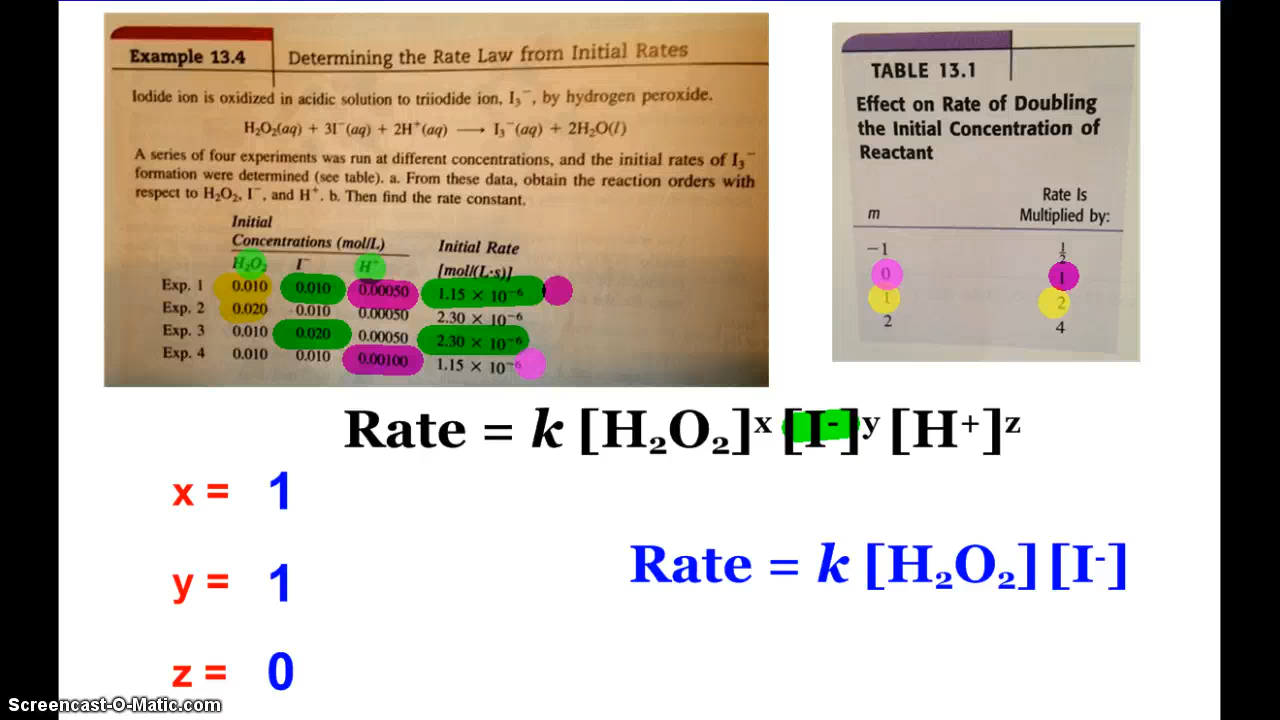 Example 13.4 Determining the Rate Law from Initial Rates
Iodide ion is oxidized in acidic solution to triiodide ion, I₃⁻, by hydrogen peroxide.
H₂O₂(aq) + 3I⁻(aq) + 2H⁺(aq) ⟶ I₃⁻(aq) + 2H₂O(l)
A series of four experiments was run at different concentrations, and the initial rates of I₃⁻
formation were determined (see table). a. From these data, obtain the reaction orders with
respect to H₂O₂, I⁻, and H⁺. b. Then find the rate constant.
Initial
Concentrations (mol/L) Initial Rate
H₂O₂ I⁻ H⁺ [mol/(L·s)]
Exp. 1 0.010 0.010 0.00050 1.15 × 10⁻⁶
Exp. 2 0.020 0.010 0.00050 2.30 × 10⁻⁶
Exp. 3 0.010 0.020 0.00050 2.30 × 10⁻⁶
Exp. 4 0.010 0.010 0.00100 1.15 × 10⁻⁶
TABLE 13.1
Effect on Rate of Doubling
the Initial Concentration of
Reactant
Rate Is
m Multiplied by:
−1 ½
0 1
1 2
2 4
Rate = k [H₂O₂]ˣ [I⁻]ʸ [H⁺]ᶻ
x = 1
Rate = k [H₂O₂] [I⁻]
y = 1
z = 0
Screencast-O-Matic.com